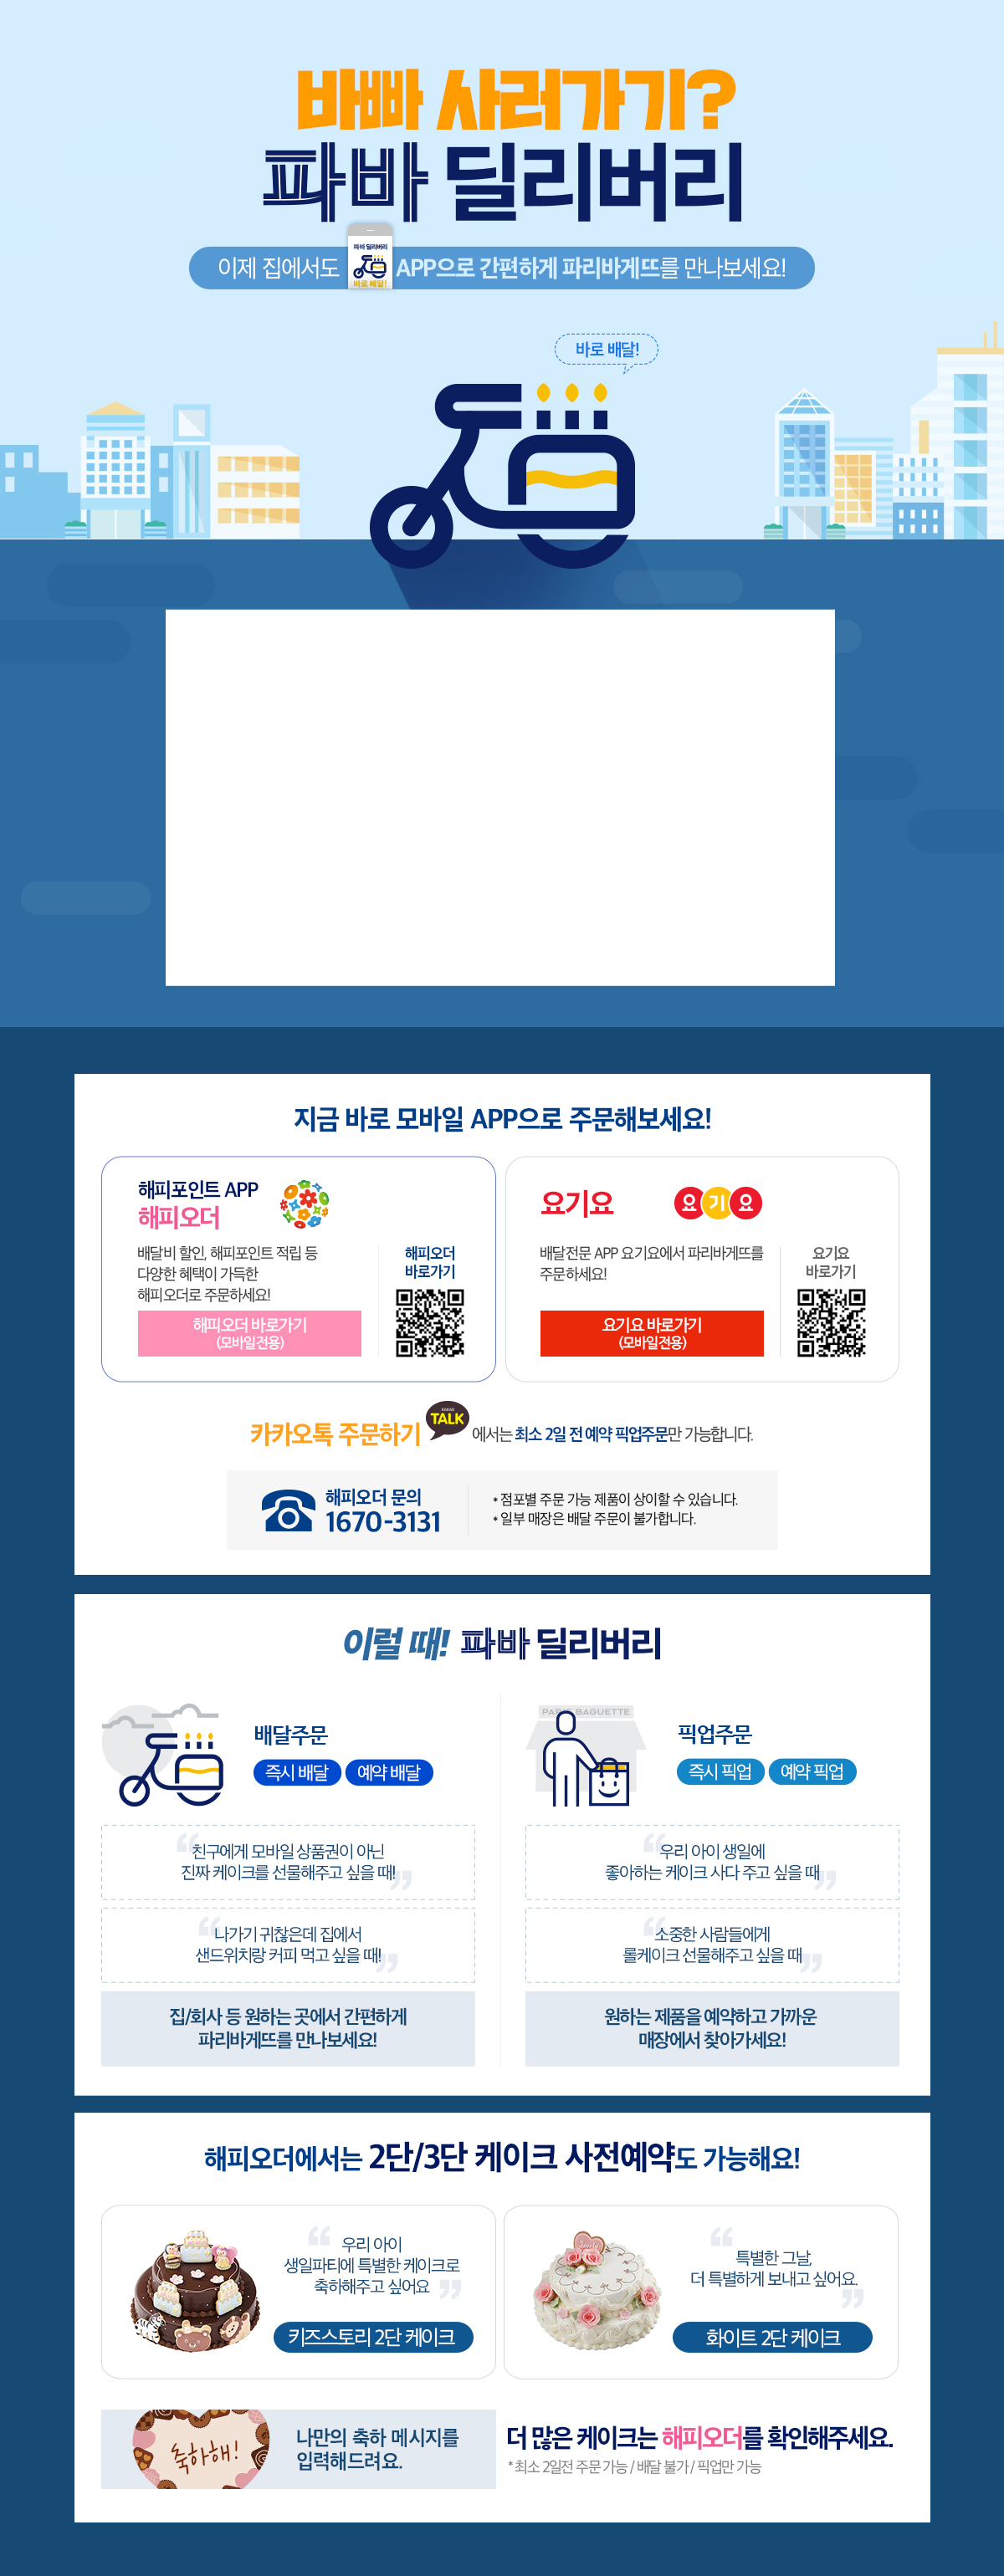 바빠 사러가기?
파바 딜리버리
이제 집에서도
파바 딜리버리
바로 배달!
APP으로 간편하게 파리바게뜨를 만나보세요!
바로 배달!
지금 바로 모바일 APP으로 주문해보세요!
해피포인트 APP
해피오더
배달비 할인, 해피포인트 적립 등
다양한 혜택이 가득한
해피오더로 주문하세요!
해피오더 바로가기
(모바일전용)
해피오더
바로가기
요기요
요기요
배달전문 APP 요기요에서 파리바게뜨를
주문하세요!
요기요 바로가기
(모바일전용)
요기요
바로가기
카카오톡 주문하기 TALK 에서는 최소 2일 전 예약 픽업주문만 가능합니다.
해피오더 문의
1670-3131
* 점포별 주문 가능 제품이 상이할 수 있습니다.
* 일부 매장은 배달 주문이 불가합니다.
이럴 때! 파바 딜리버리
배달주문
즉시 배달 예약 배달
“친구에게 모바일 상품권이 아닌
진짜 케이크를 선물해주고 싶을 때!”
“나가기 귀찮은데 집에서
샌드위치랑 커피 먹고 싶을 때!”
집/회사 등 원하는 곳에서 간편하게
파리바게뜨를 만나보세요!
PARIS BAGUETTE
픽업주문
즉시 픽업 예약 픽업
“우리 아이 생일에
좋아하는 케이크 사다 주고 싶을 때”
“소중한 사람들에게
롤케이크 선물해주고 싶을 때”
원하는 제품을 예약하고 가까운
매장에서 찾아가세요!
해피오더에서는 2단/3단 케이크 사전예약도 가능해요!
“우리 아이
생일파티에 특별한 케이크로
축하해주고 싶어요”
키즈스토리 2단 케이크
“특별한 그날,
더 특별하게 보내고 싶어요.”
화이트 2단 케이크
축하해!
나만의 축하 메시지를
입력해드려요.
더 많은 케이크는 해피오더를 확인해주세요.
* 최소 2일전 주문 가능 / 배달 불가 / 픽업만 가능